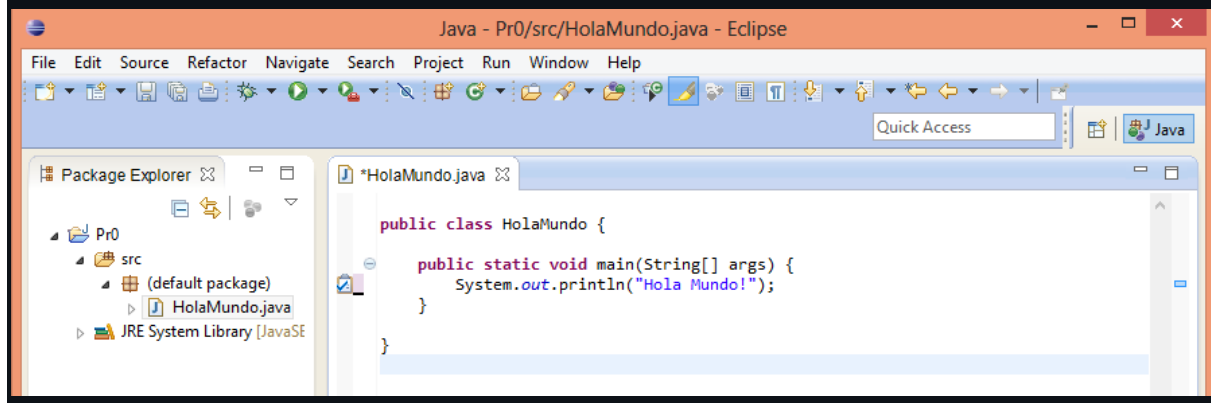 Java - Pr0/src/HolaMundo.java - Eclipse
File Edit Source Refactor Navigate Search Project Run Window Help
Quick Access
Java
Package Explorer
Pr0
src
(default package)
HolaMundo.java
JRE System Library [JavaSE
*HolaMundo.java
public class HolaMundo {
public static void main(String[] args) {
System.out.println("Hola Mundo!");
}
}